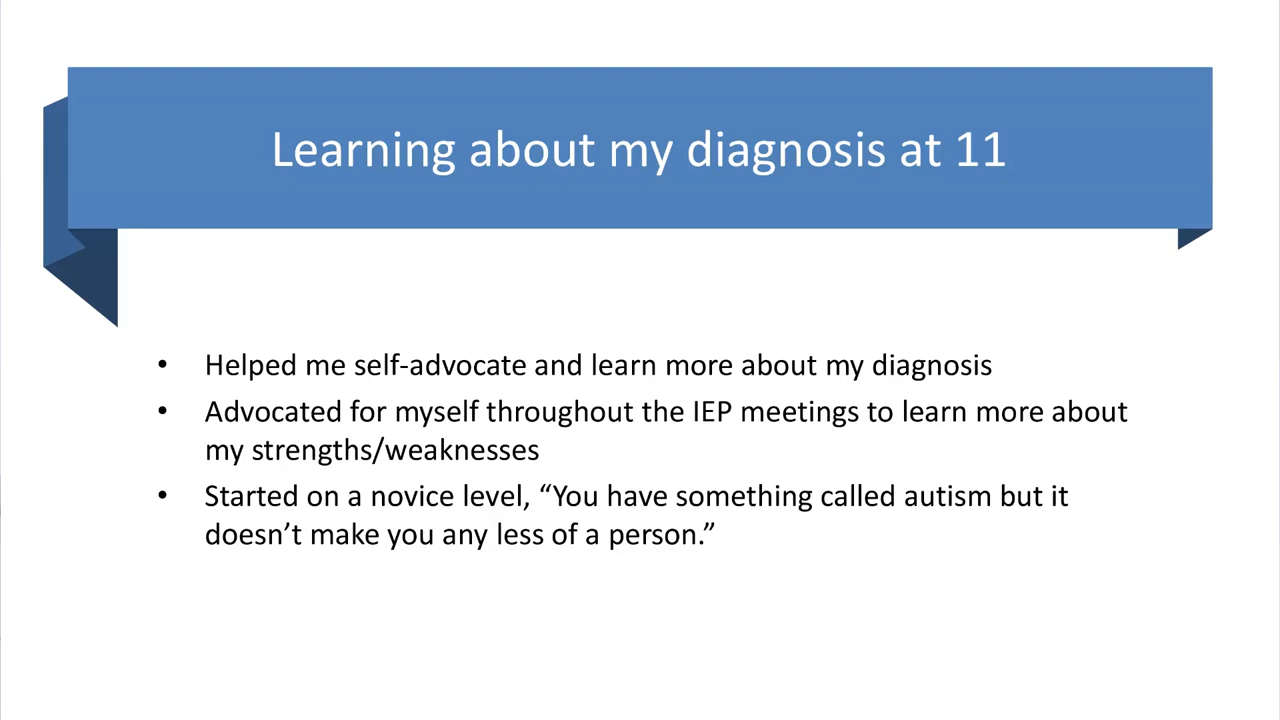 Learning about my diagnosis at 11
• Helped me self-advocate and learn more about my diagnosis
• Advocated for myself throughout the IEP meetings to learn more about
my strengths/weaknesses
• Started on a novice level, “You have something called autism but it
doesn’t make you any less of a person.”